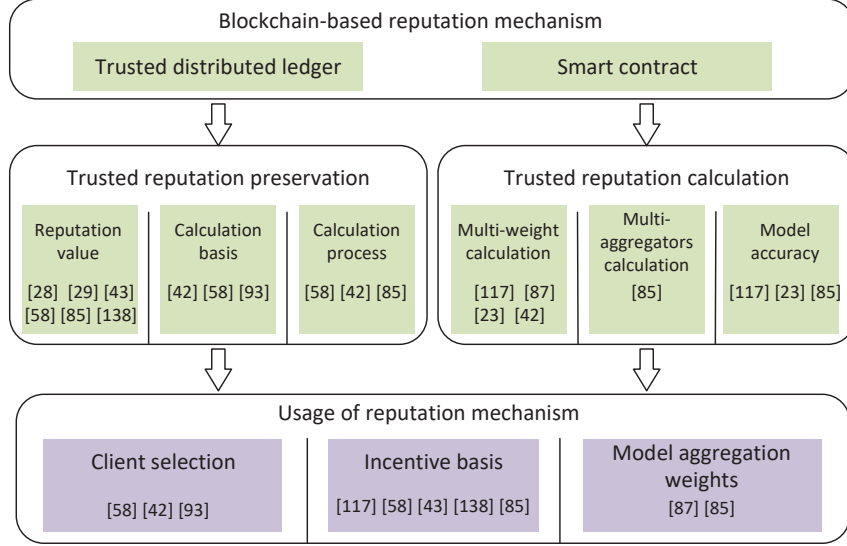 Blockchain-based reputation mechanism
Trusted distributed ledger
Smart contract
Trusted reputation preservation
Reputation
value
[28] [29] [43]
[58] [85] [138]
Calculation
basis
[42] [58] [93]
Calculation
process
[58] [42] [85]
Trusted reputation calculation
Multi-weight
calculation
[117] [87]
[23] [42]
Multi-
aggregators
calculation
[85]
Model
accuracy
[117] [23] [85]
Usage of reputation mechanism
Client selection
[58] [42] [93]
Incentive basis
[117] [58] [43] [138] [85]
Model aggregation
weights
[87] [85]